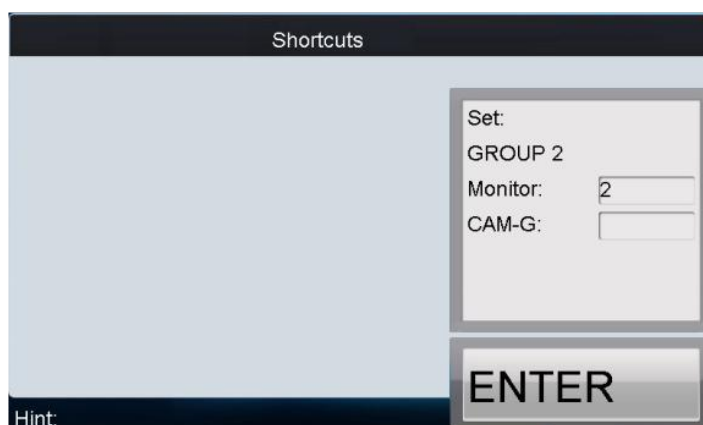 Shortcuts
Set:
GROUP 2
Monitor: 2
CAM-G:
ENTER
Hint: